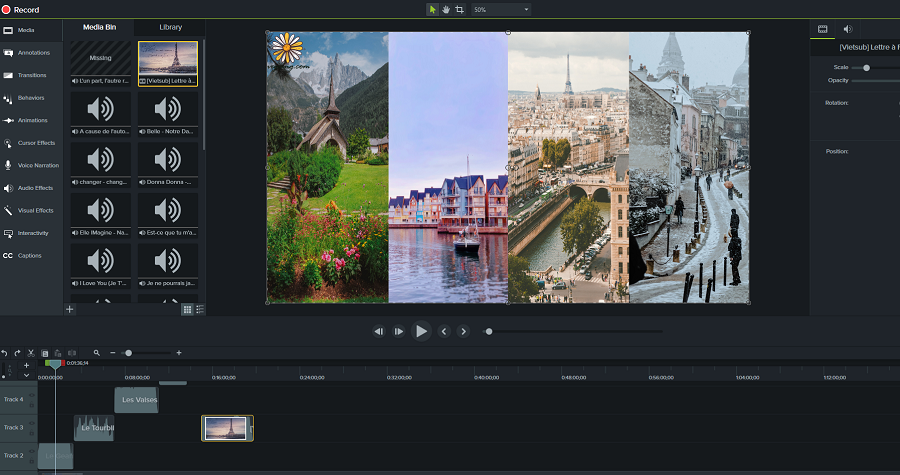 Record
50%
Media
Annotations
Transitions
Behaviors
Animations
Cursor Effects
Voice Narration
Audio Effects
Visual Effects
Interactivity
CC Captions
Media Bin
Library
Missing
L'un part, l'autre r...
[Vietsub] Lettre à...
A cause de l'auto...
Belle - Notre Da...
changer - chang...
Donna Donna -...
Elle IMagine - Na...
Est-ce que tu m'a...
I Love You (Je T'...
Je ne pourrais ja...
[Vietsub] Lettre à
Scale
Opacity
Rotation:
Position:
0:00:00;00
0:08:00;00
0:16:00;00
0:24:00;00
0:32:00;00
0:40:00;00
0:48:00;00
0:56:00;00
1:04:00;00
1:12:00;00
Track 4
Les Valses
Track 3
Le Tourbil
Track 2